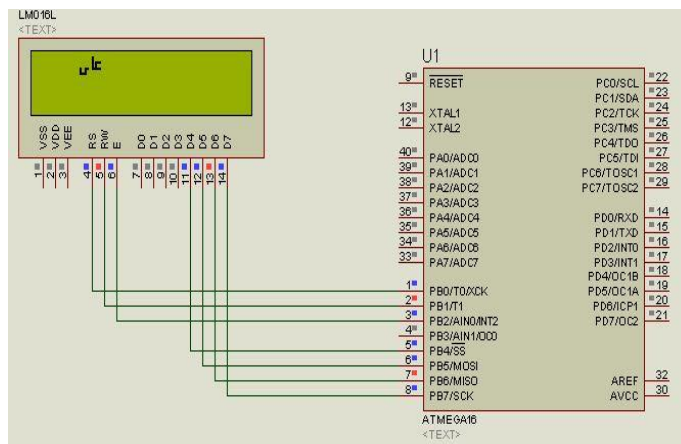 LM016L
<TEXT>
VSS VDD VEE RS RW E D0 D1 D2 D3 D4 D5 D6 D7
1 2 3 4 5 6 7 8 9 10 11 12 13 14
U1
9 RESET
13 XTAL1
12 XTAL2
40 PA0/ADC0
39 PA1/ADC1
38 PA2/ADC2
37 PA3/ADC3
36 PA4/ADC4
35 PA5/ADC5
34 PA6/ADC6
33 PA7/ADC7
1 PB0/T0/XCK
2 PB1/T1
3 PB2/AIN0/INT2
4 PB3/AIN1/OC0
5 PB4/SS
6 PB5/MOSI
7 PB6/MISO
8 PB7/SCK
PC0/SCL 22
PC1/SDA 23
PC2/TCK 24
PC3/TMS 25
PC4/TDO 26
PC5/TDI 27
PC6/TOSC1 28
PC7/TOSC2 29
PD0/RXD 14
PD1/TXD 15
PD2/INT0 16
PD3/INT1 17
PD4/OC1B 18
PD5/OC1A 19
PD6/ICP1 20
PD7/OC2 21
AREF 32
AVCC 30
ATMEGA16
<TEXT>